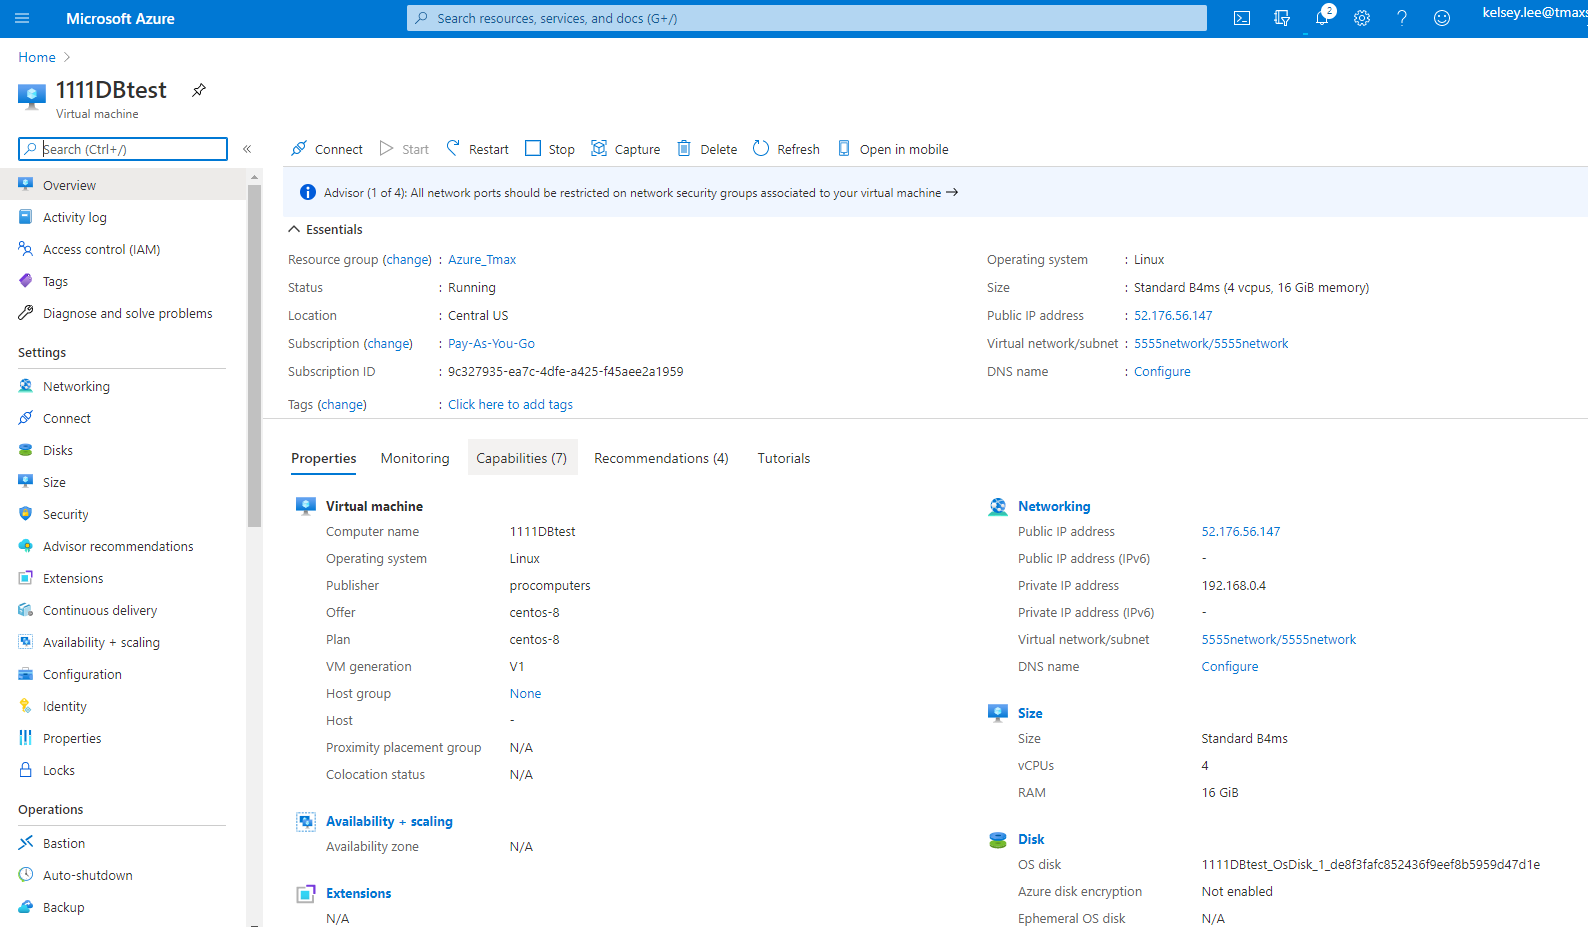 Microsoft Azure
Search resources, services, and docs (G+/)
2
kelsey.lee@tmaxs
Home
1111DBtest
Virtual machine
Search (Ctrl+/)
«
Connect
Start
Restart
Stop
Capture
Delete
Refresh
Open in mobile
Overview
Activity log
Access control (IAM)
Tags
Diagnose and solve problems
Settings
Networking
Connect
Disks
Size
Security
Advisor recommendations
Extensions
Continuous delivery
Availability + scaling
Configuration
Identity
Properties
Locks
Operations
Bastion
Auto-shutdown
Backup
Advisor (1 of 4): All network ports should be restricted on network security groups associated to your virtual machine →
Essentials
Resource group (change) : Azure_Tmax
Status : Running
Location : Central US
Subscription (change) : Pay-As-You-Go
Subscription ID : 9c327935-ea7c-4dfe-a425-f45aee2a1959
Tags (change) : Click here to add tags
Operating system : Linux
Size : Standard B4ms (4 vcpus, 16 GiB memory)
Public IP address : 52.176.56.147
Virtual network/subnet : 5555network/5555network
DNS name : Configure
Properties
Monitoring
Capabilities (7)
Recommendations (4)
Tutorials
Virtual machine
Computer name 1111DBtest
Operating system Linux
Publisher procomputers
Offer centos-8
Plan centos-8
VM generation V1
Host group None
Host -
Proximity placement group N/A
Colocation status N/A
Availability + scaling
Availability zone N/A
Extensions
N/A
Networking
Public IP address 52.176.56.147
Public IP address (IPv6) -
Private IP address 192.168.0.4
Private IP address (IPv6) -
Virtual network/subnet 5555network/5555network
DNS name Configure
Size
Size Standard B4ms
vCPUs 4
RAM 16 GiB
Disk
OS disk 1111DBtest_OsDisk_1_de8f3fafc852436f9eef8b5959d47d1e
Azure disk encryption Not enabled
Ephemeral OS disk N/A